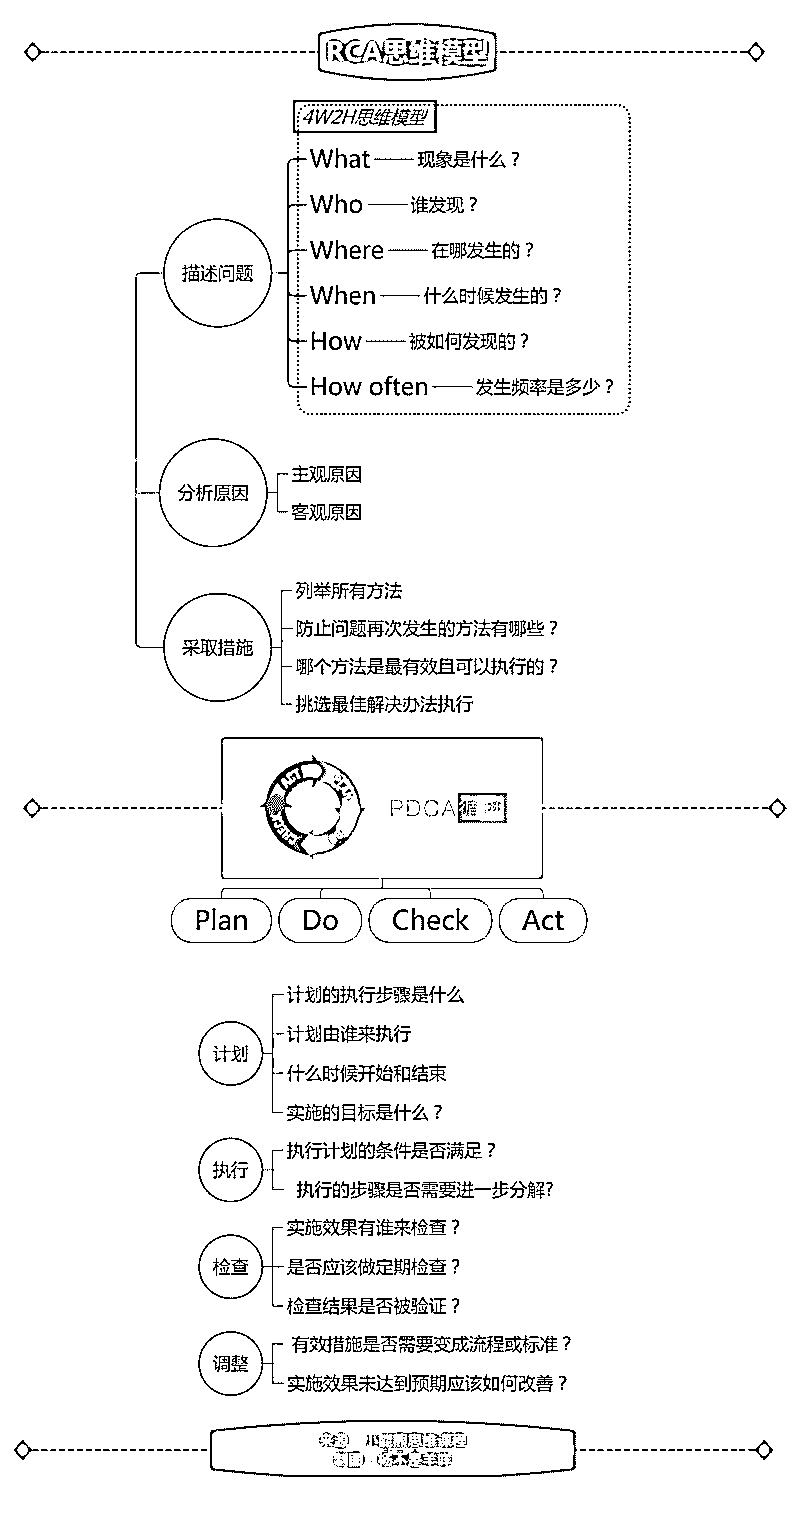 RCA思维模型
4W2H思维模型
What 现象是什么？
Who 谁发现？
Where 在哪发生的？
When 什么时候发生的？
How 被如何发现的？
How often 发生频率是多少？
描述问题
分析原因
主观原因
客观原因
采取措施
列举所有方法
防止问题再次发生的方法有哪些？
哪个方法是最有效且可以执行的？
挑选最佳解决办法执行
PDCA
Plan Do Check Act
计划
计划的执行步骤是什么
计划由谁来执行
什么时候开始和结束
实施的目标是什么？
执行
执行计划的条件是否满足？
执行的步骤是否需要进一步分解?
检查
实施效果有谁来检查？
是否应该做定期检查？
检查结果是否被验证？
调整
有效措施是否需要变成流程或标准？
实施效果未达到预期应该如何改善？